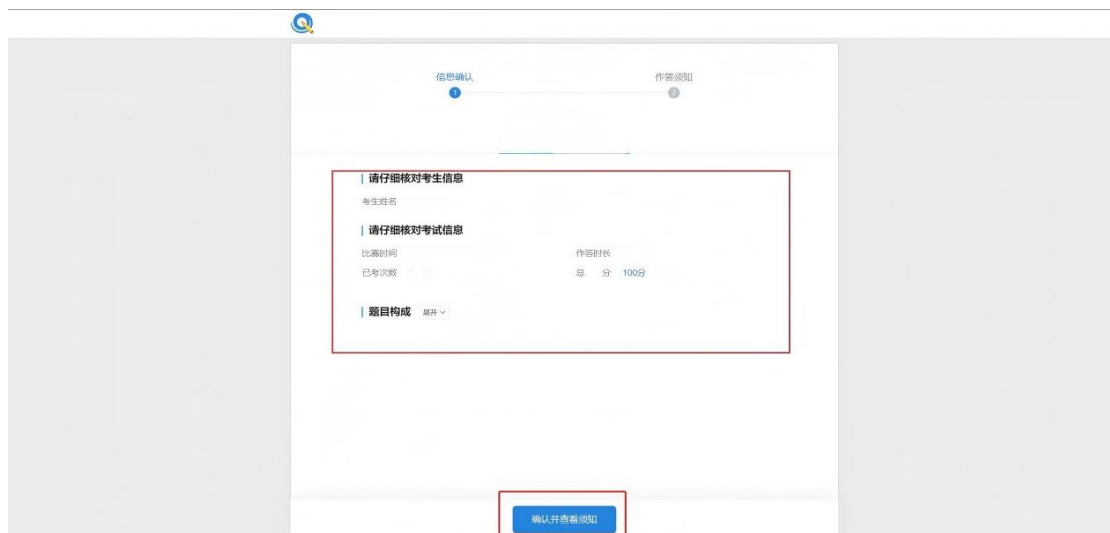 信息确认 作答须知
1 2
请仔细核对考生信息
考生姓名
请仔细核对考试信息
比赛时间 作答时长
已考次数 总 分 100分
题目构成 展开
确认并查看须知